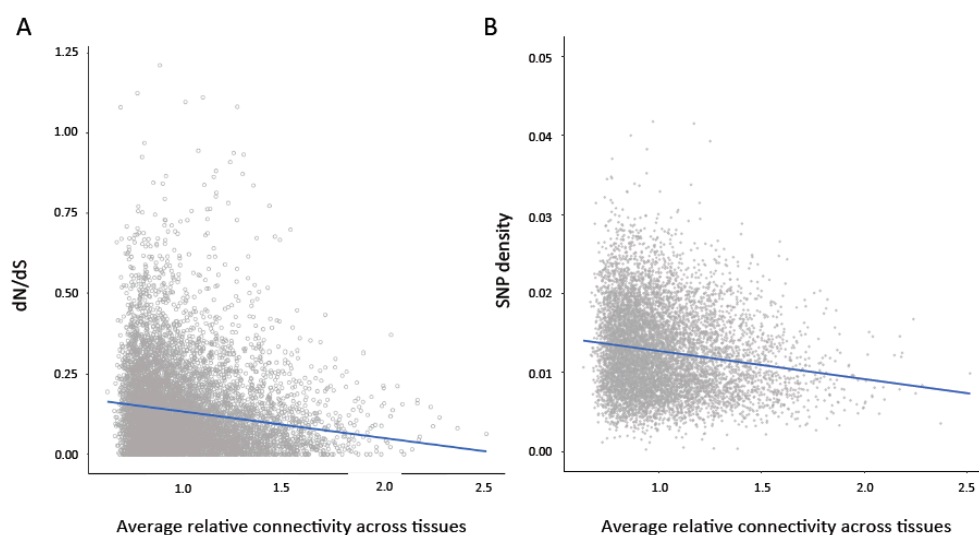 A
1.25
1.00
0.75
0.50
0.25
0.00
dN/dS
1.0 1.5 2.0 2.5
Average relative connectivity across tissues
B
0.05
0.04
0.03
0.02
0.01
0.00
SNP density
1.0 1.5 2.0 2.5
Average relative connectivity across tissues